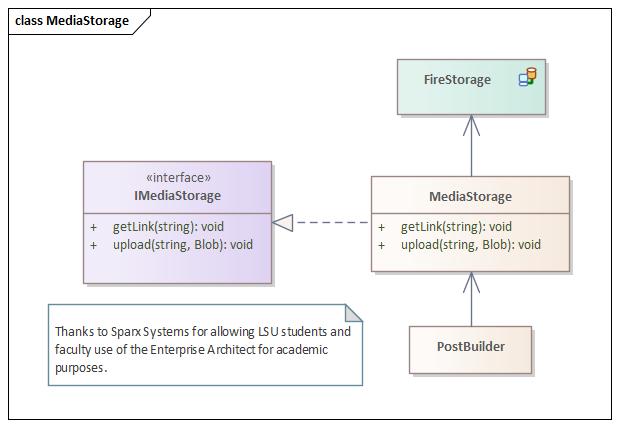 class MediaStorage
FireStorage
«interface»
IMediaStorage
+ getLink(string): void
+ upload(string, Blob): void
MediaStorage
+ getLink(string): void
+ upload(string, Blob): void
Thanks to Sparx Systems for allowing LSU students and
faculty use of the Enterprise Architect for academic
purposes.
PostBuilder